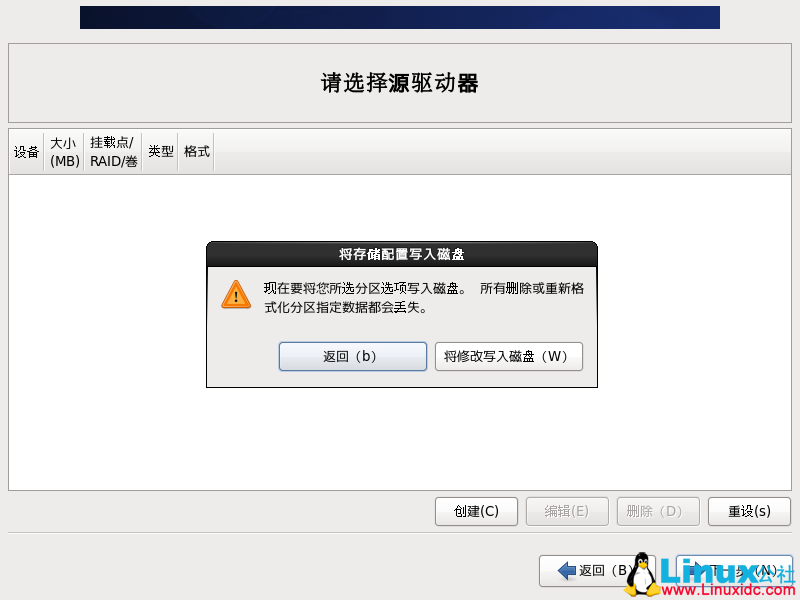 请选择源驱动器
设备
大小
(MB)
挂载点/
RAID/卷
类型
格式
将存储配置写入磁盘
现在要将您所选分区选项写入磁盘。 所有删除或重新格
式化分区指定数据都会丢失。
返回（b）
将修改写入磁盘（W）
创建(C)
编辑(E)
删除（D）
重设(s)
返回（B）
下一步（N）
Linux公社
www.Linuxidc.com